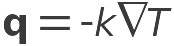 q = -k∇T